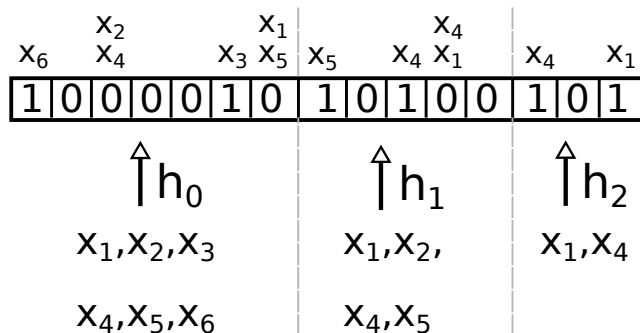 x₂ x₁ x₄
x₆ x₄ x₃ x₅ x₅ x₄ x₁ x₄ x₁
1 0 0 0 0 1 0 1 0 1 0 0 1 0 1
h₀ h₁ h₂
x₁,x₂,x₃ x₁,x₂, x₁,x₄
x₄,x₅,x₆ x₄,x₅